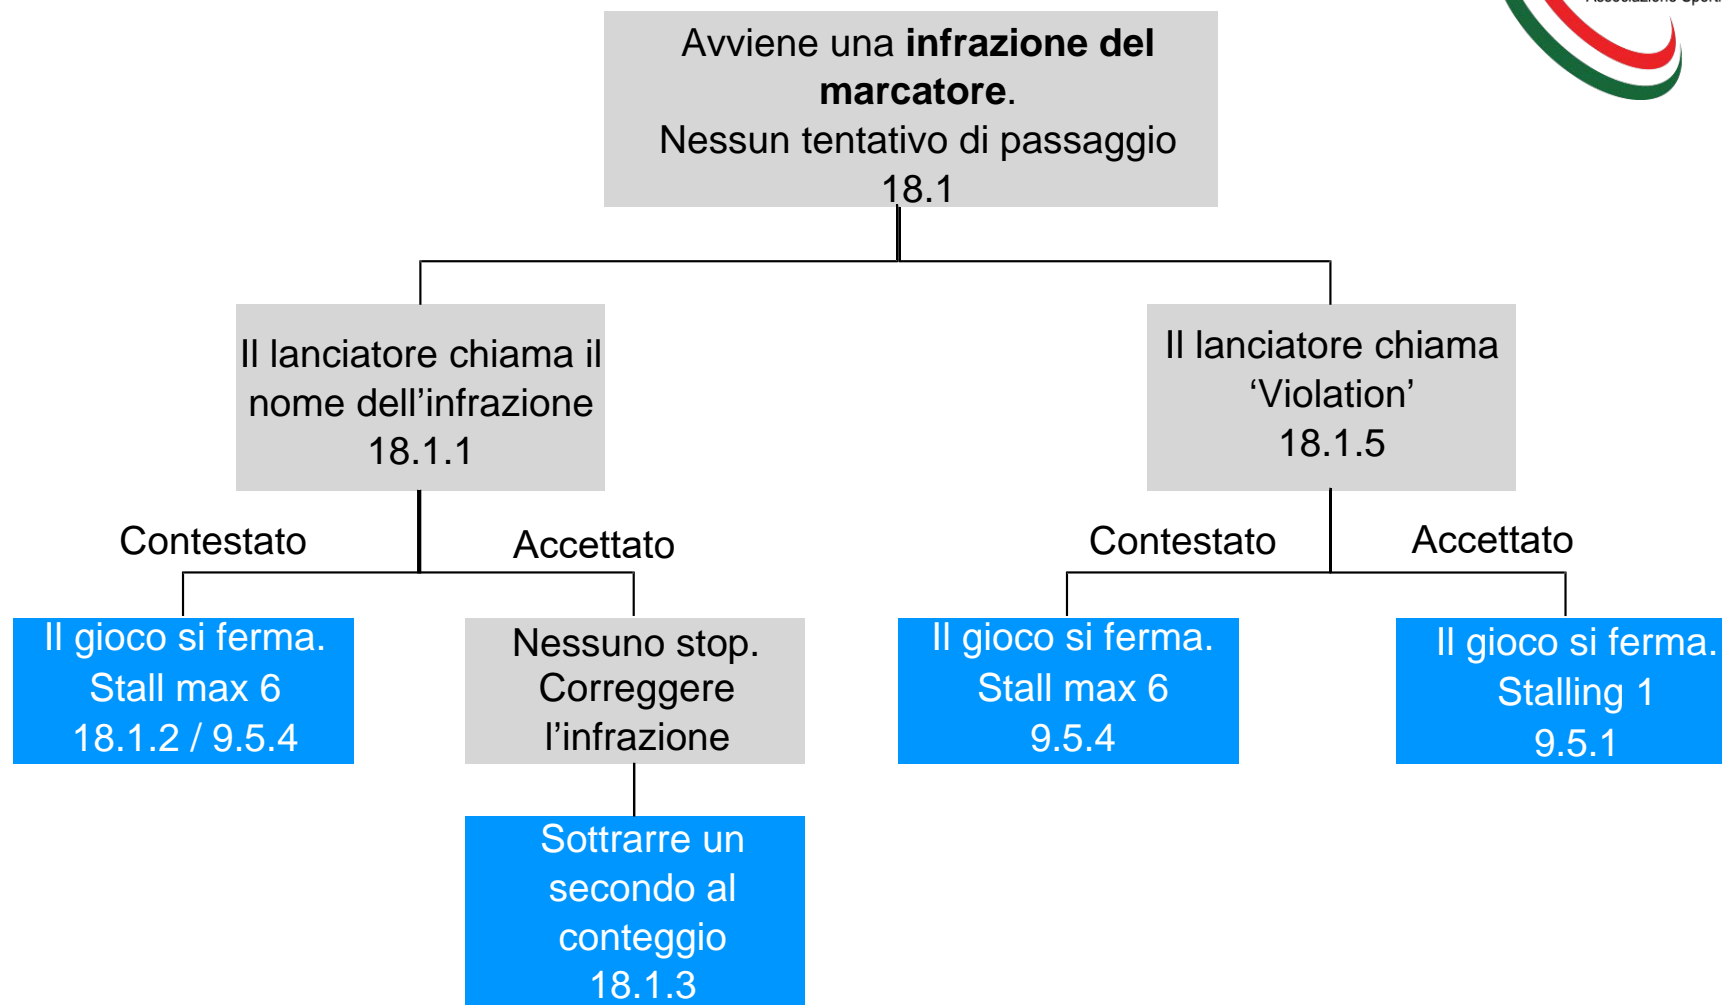 Associazione Sport
Avviene una infrazione del
marcatore.
Nessun tentativo di passaggio
18.1
Il lanciatore chiama il
nome dell’infrazione
18.1.1
Il lanciatore chiama
‘Violation’
18.1.5
Contestato
Accettato
Contestato
Accettato
Il gioco si ferma.
Stall max 6
18.1.2 / 9.5.4
Nessuno stop.
Correggere
l’infrazione
Il gioco si ferma.
Stall max 6
9.5.4
Il gioco si ferma.
Stalling 1
9.5.1
Sottrarre un
secondo al
conteggio
18.1.3